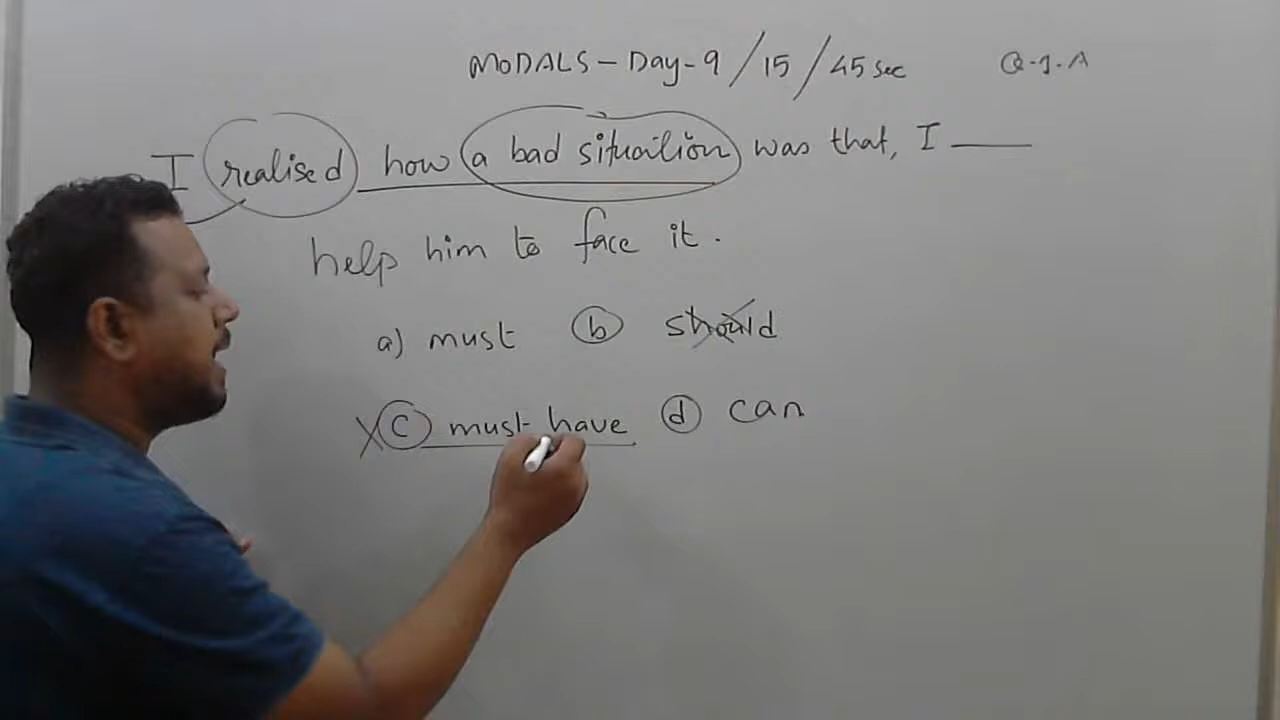 MODALS - Day - 9 / 15 / 45 sec
Q.1.A
I realised how a bad situation was that, I ____
help him to face it.
a) must b should
X c must have d can